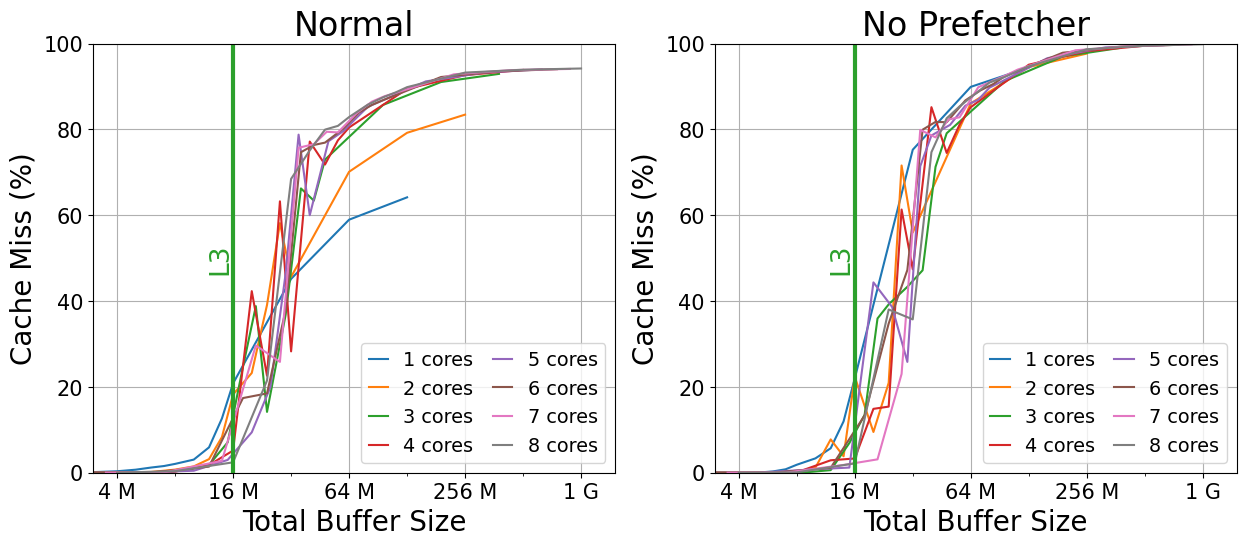 Normal
Cache Miss (%)
100
80
60
40
20
0
L3
1 cores
2 cores
3 cores
4 cores
5 cores
6 cores
7 cores
8 cores
4 M
16 M
64 M
256 M
1 G
Total Buffer Size
No Prefetcher
Cache Miss (%)
100
80
60
40
20
0
L3
1 cores
2 cores
3 cores
4 cores
5 cores
6 cores
7 cores
8 cores
4 M
16 M
64 M
256 M
1 G
Total Buffer Size